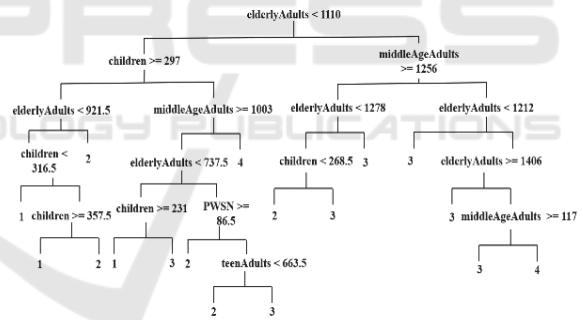 elderlyAdults < 1110
children >= 297
middleAgeAdults
>= 1256
elderlyAdults < 921.5
middleAgeAdults >= 1003
elderlyAdults < 1278
elderlyAdults < 1212
children <
316.5
2
elderlyAdults < 737.5
4
children < 268.5
3
3
elderlyAdults >= 1406
1
children >= 357.5
children >= 231
PWSN >=
86.5
2
3
3
middleAgeAdults >= 117
1
2
1
3
2
teenAdults < 663.5
3
4
2
3
PRESS
PUBLICATIONS